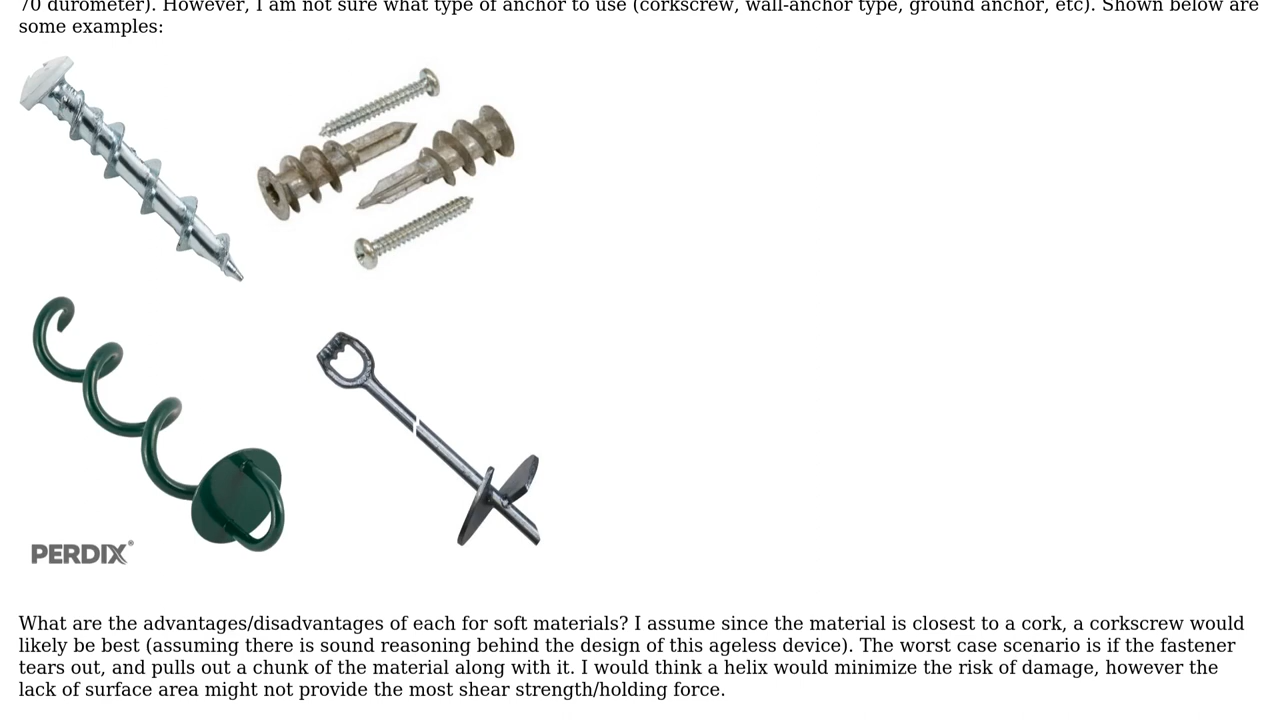 70 durometer). However, I am not sure what type of anchor to use (corkscrew, wall-anchor type, ground anchor, etc). Shown below are
some examples:
PERDIX®
What are the advantages/disadvantages of each for soft materials? I assume since the material is closest to a cork, a corkscrew would
likely be best (assuming there is sound reasoning behind the design of this ageless device). The worst case scenario is if the fastener
tears out, and pulls out a chunk of the material along with it. I would think a helix would minimize the risk of damage, however the
lack of surface area might not provide the most shear strength/holding force.